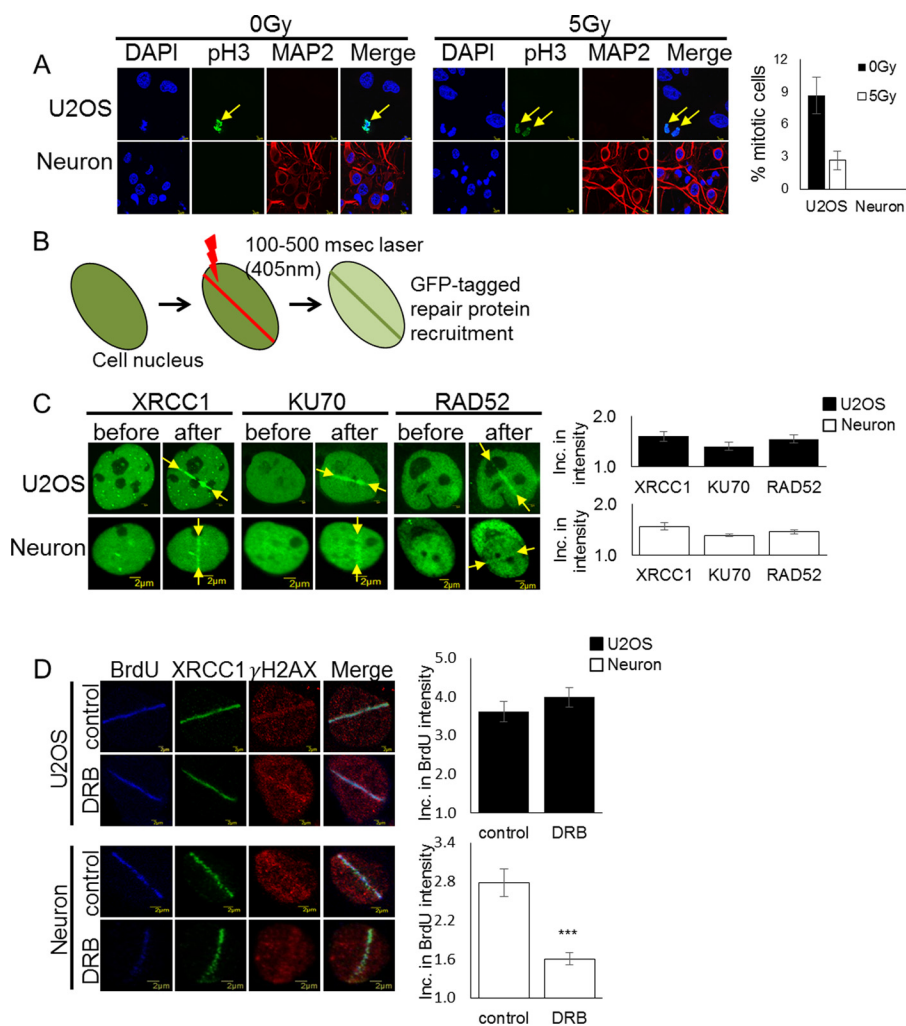 0Gy 5Gy
DAPI pH3 MAP2 Merge DAPI pH3 MAP2 Merge
A
U2OS
Neuron
% mitotic cells
12
9
6
3
0
0Gy
5Gy
U2OS Neuron
B
100-500 msec laser
(405nm)
GFP-tagged
repair protein
recruitment
Cell nucleus
C
XRCC1 KU70 RAD52
before after before after before after
U2OS
Neuron
2µm 2µm 2µm 2µm 2µm 2µm
U2OS
Neuron
Inc. in
intensity
2.0
1.0
XRCC1 KU70 RAD52
Inc. in
intensity
2.0
1.0
XRCC1 KU70 RAD52
D
BrdU XRCC1 γH2AX Merge
U2OS
control
DRB
Neuron
control
DRB
2µm 2µm 2µm 2µm
2µm 2µm 2µm 2µm
U2OS
Neuron
Inc. in BrdU intensity
5.0
4.0
3.0
2.0
1.0
control DRB
Inc. in BrdU intensity
3.4
2.8
2.2
1.6
1.0
***
control DRB